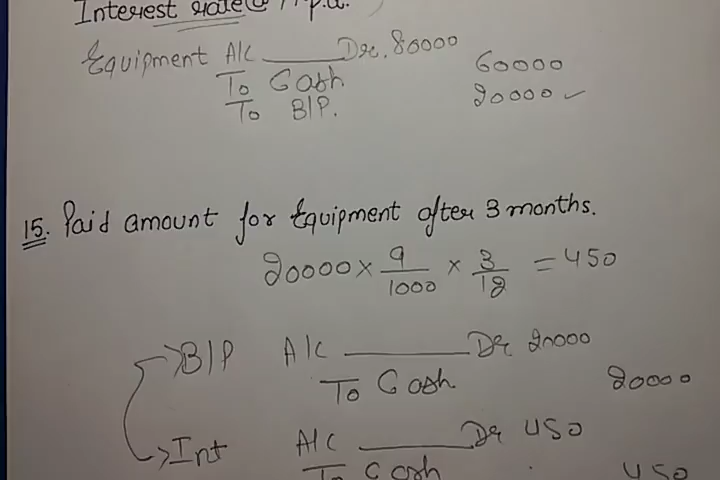 Interest rate @ p.a.
Equipment A/c ______ Dr. 80000
To Cash 60000
To B/P. 20000 ✓
15. Paid amount for Equipment after 3 months.
20000 × 9/1000 × 3/12 = 450
→ B/P A/c ______ Dr 20000
To Cash 20000
→ Int A/c ______ Dr 450
To Cash 450